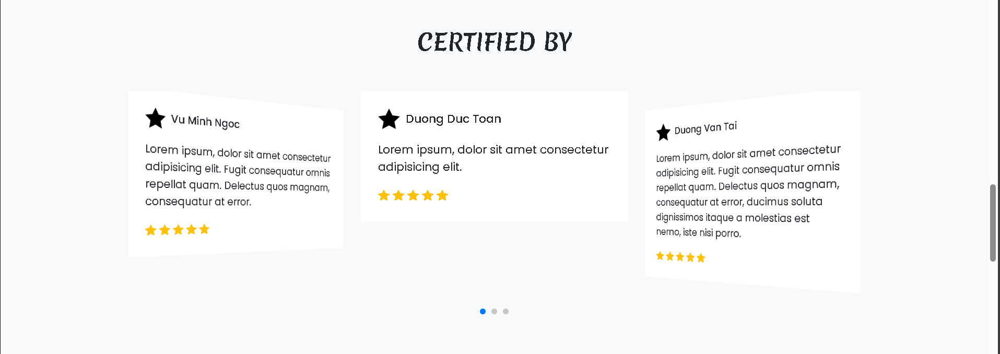 CERTIFIED BY
Vu Minh Ngoc
Lorem ipsum, dolor sit amet consectetur
adipisicing elit. Fugit consequatur omnis
repellat quam. Delectus quos magnam,
consequatur at error.
Duong Duc Toan
Lorem ipsum, dolor sit amet consectetur
adipisicing elit.
Duong Van Tai
Lorem ipsum, dolor sit amet consectetur
adipisicing elit. Fugit consequatur omnis
repellat quam. Delectus quos magnam,
consequatur at error, ducimus soluta
dignissimos itaque a molestias est
nemo, iste nisi porro.